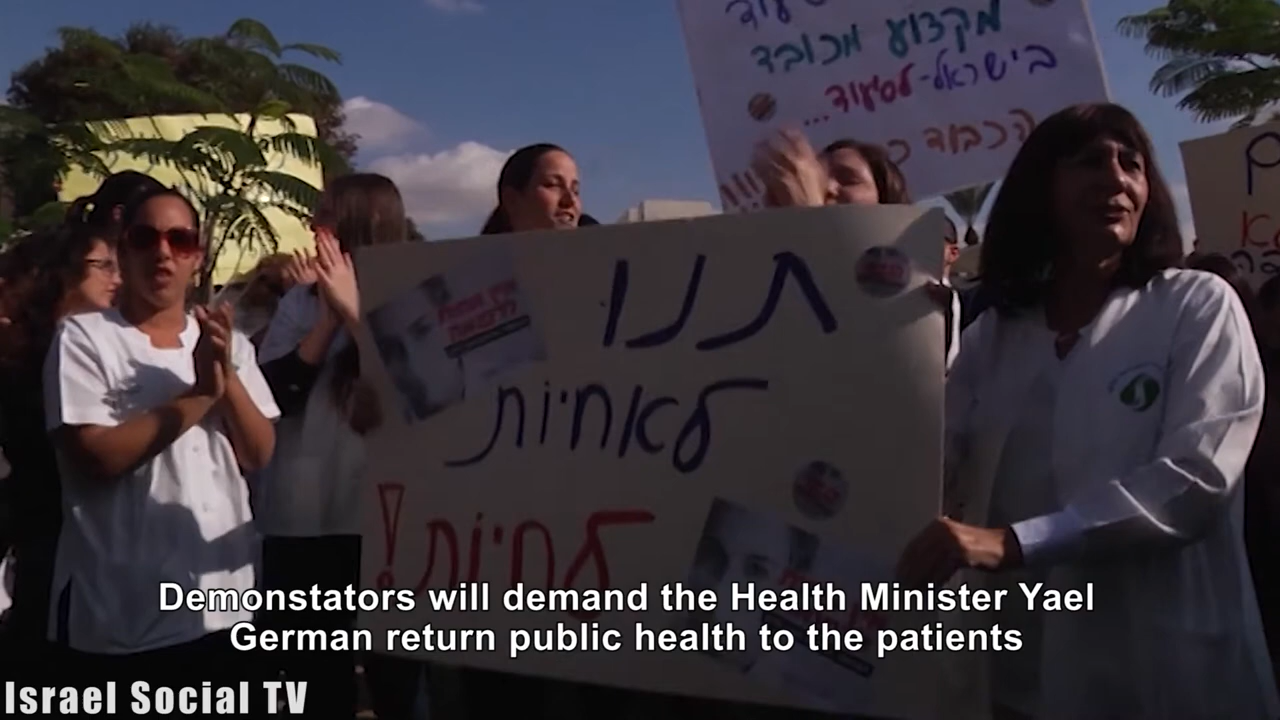 מקצוע מכובד
בישראל-לסיעוד...
הכבוד
תנו
לאחיות
לחיות!
Demonstators will demand the Health Minister Yael
German return public health to the patients
Israel Social TV